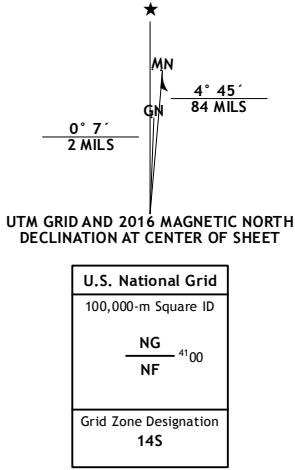 ★
MN
4° 45´
84 MILS
GN
0° 7´
2 MILS
UTM GRID AND 2016 MAGNETIC NORTH
DECLINATION AT CENTER OF SHEET
U.S. National Grid
100,000-m Square ID
NG
4100
NF
Grid Zone Designation
14S